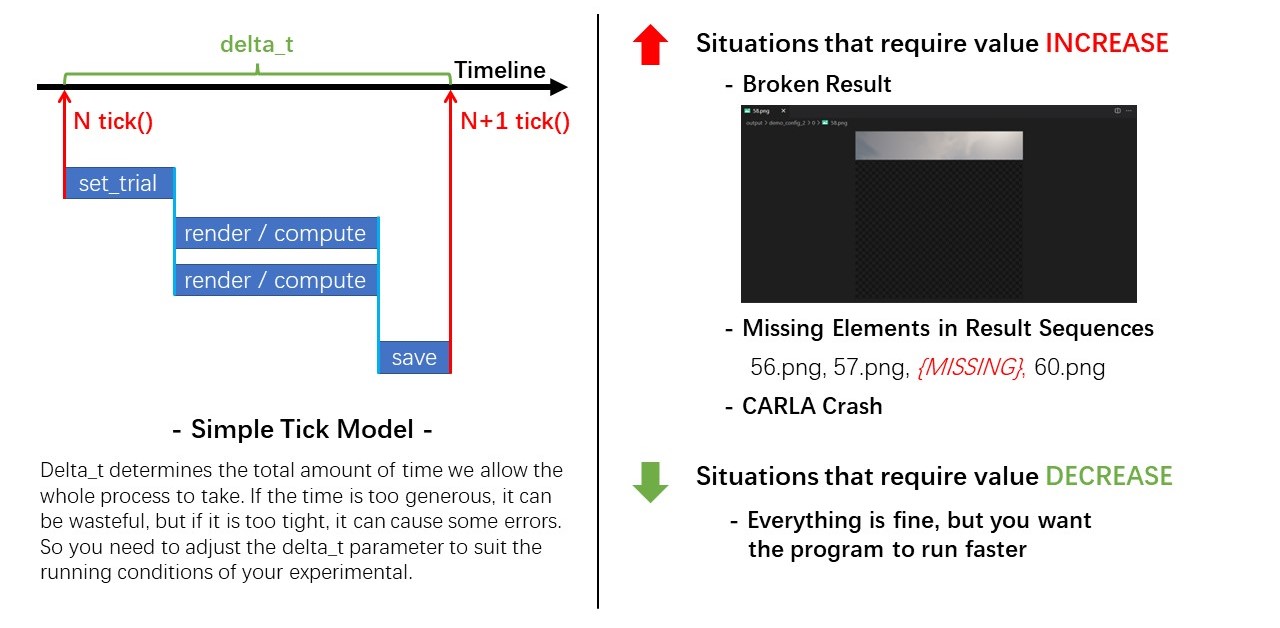 delta_t
Timeline
N tick()
N+1 tick()
set_trial
render / compute
render / compute
save
- Simple Tick Model -
Delta_t determines the total amount of time we allow the
whole process to take. If the time is too generous, it can
be wasteful, but if it is too tight, it can cause some errors.
So you need to adjust the delta_t parameter to suit the
running conditions of your experimental.
Situations that require value INCREASE
- Broken Result
58.png
output > demo_config_2 > 0 > 58.png
- Missing Elements in Result Sequences
56.png, 57.png, {MISSING}, 60.png
- CARLA Crash
Situations that require value DECREASE
- Everything is fine, but you want
the program to run faster